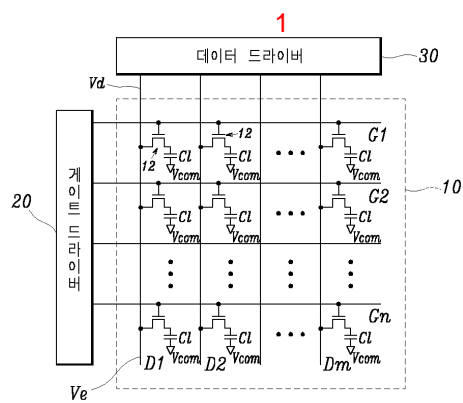 1
데이터 드라이버
30
Vd
12
G1
12
Cl
Vcom
Cl
Vcom
Cl
Vcom
G2
10
20
게이트 드라이버
Cl
Vcom
Cl
Vcom
Cl
Vcom
Gn
Cl
Vcom
Cl
Vcom
Cl
Vcom
Ve
D1
D2
Dm